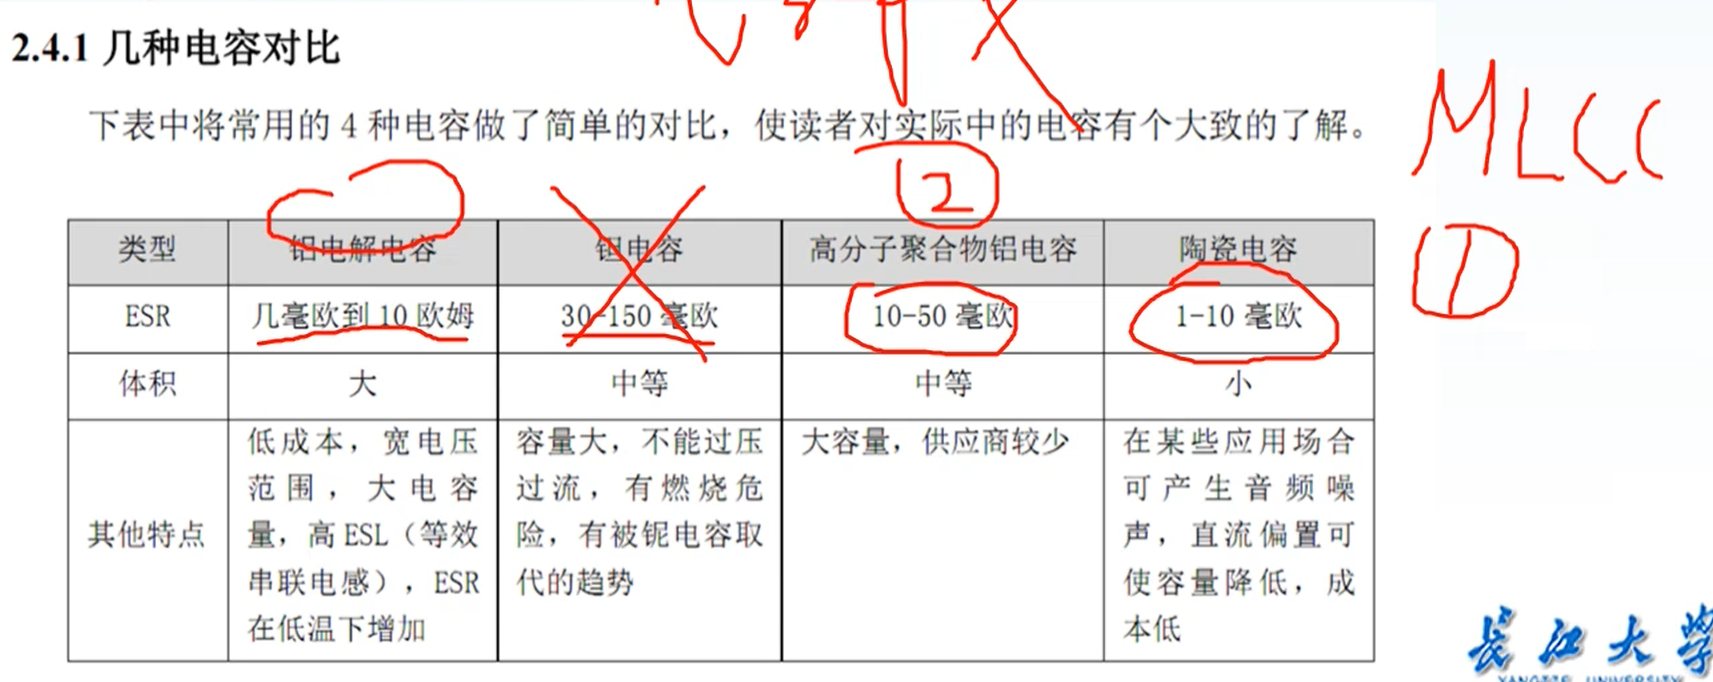 2.4.1 几种电容对比
下表中将常用的 4 种电容做了简单的对比，使读者对实际中的电容有个大致的了解。
MLCC
②
①
类型 铝电解电容 钽电容 高分子聚合物铝电容 陶瓷电容
ESR 几毫欧到 10 欧姆 30-150 毫欧 10-50 毫欧 1-10 毫欧
体积 大 中等 中等 小
其他特点
低成本，宽电压
范围，大电容
量，高 ESL（等效
串联电感），ESR
在低温下增加
容量大，不能过压
过流，有燃烧危
险，有被铌电容取
代的趋势
大容量，供应商较少
在某些应用场合
可产生音频噪
声，直流偏置可
使容量降低，成
本低
長江大学
YANGTZE UNIVERSITY